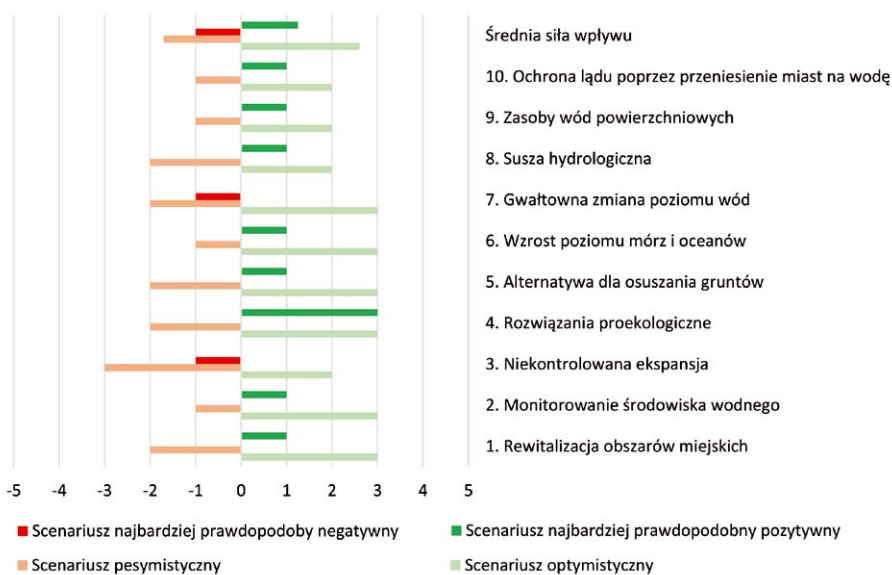 Średnia siła wpływu
10. Ochrona lądu poprzez przeniesienie miast na wodę
9. Zasoby wód powierzchniowych
8. Susza hydrologiczna
7. Gwałtowna zmiana poziomu wód
6. Wzrost poziomu mórz i oceanów
5. Alternatywa dla osuszania gruntów
4. Rozwiązania proekologiczne
3. Niekontrolowana ekspansja
2. Monitorowanie środowiska wodnego
1. Rewitalizacja obszarów miejskich
-5 -4 -3 -2 -1 0 1 2 3 4 5
Scenariusz najbardziej prawdopodoby negatywny
Scenariusz najbardziej prawdopodobny pozytywny
Scenariusz pesymistyczny
Scenariusz optymistyczny